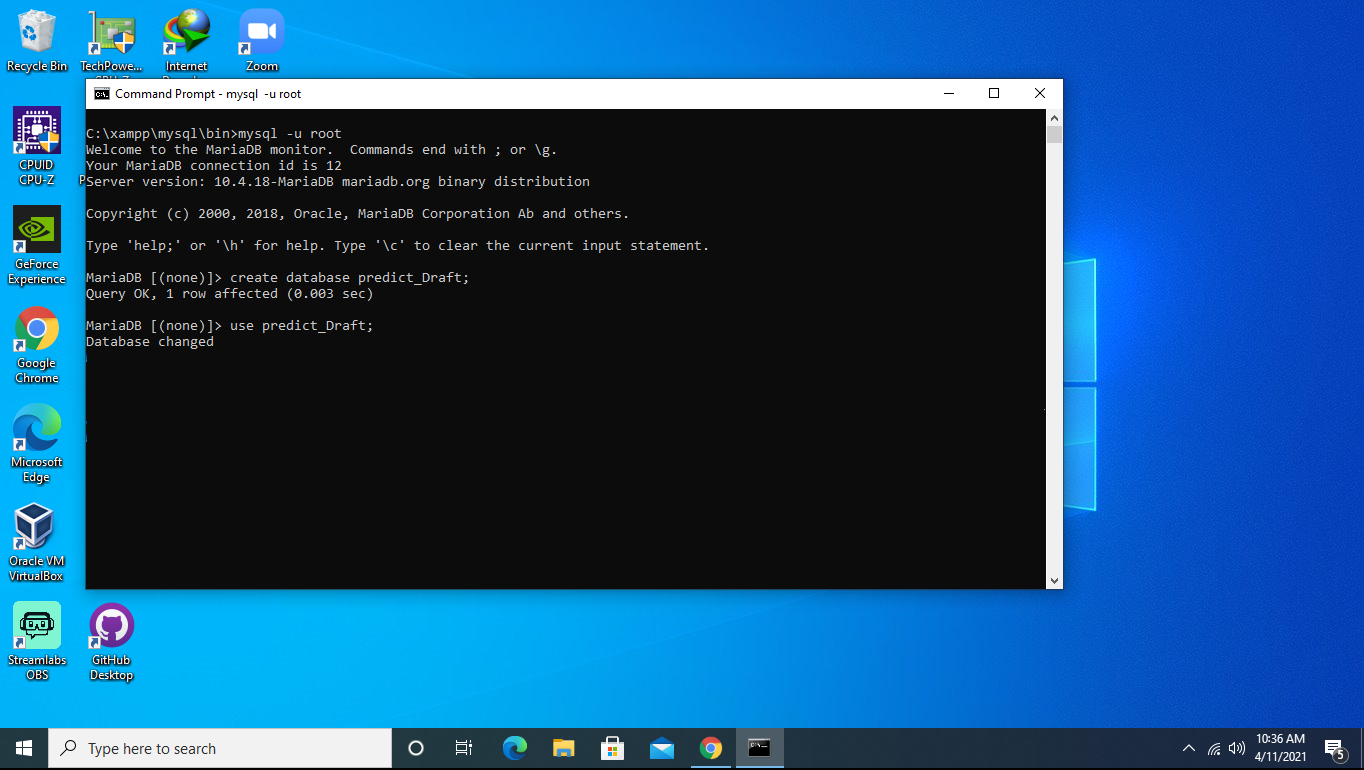 Recycle Bin
TechPowe...
Internet
Zoom
Command Prompt - mysql  -u root
C:\xampp\mysql\bin>mysql -u root
Welcome to the MariaDB monitor.  Commands end with ; or \g.
Your MariaDB connection id is 12
Server version: 10.4.18-MariaDB mariadb.org binary distribution
Copyright (c) 2000, 2018, Oracle, MariaDB Corporation Ab and others.
Type 'help;' or '\h' for help. Type '\c' to clear the current input statement.
MariaDB [(none)]> create database predict_Draft;
Query OK, 1 row affected (0.003 sec)
MariaDB [(none)]> use predict_Draft;
Database changed
CPUID
CPU-Z
GeForce
Experience
Google
Chrome
Microsoft
Edge
Oracle VM
VirtualBox
Streamlabs
OBS
GitHub
Desktop
Type here to search
10:36 AM
4/11/2021
5